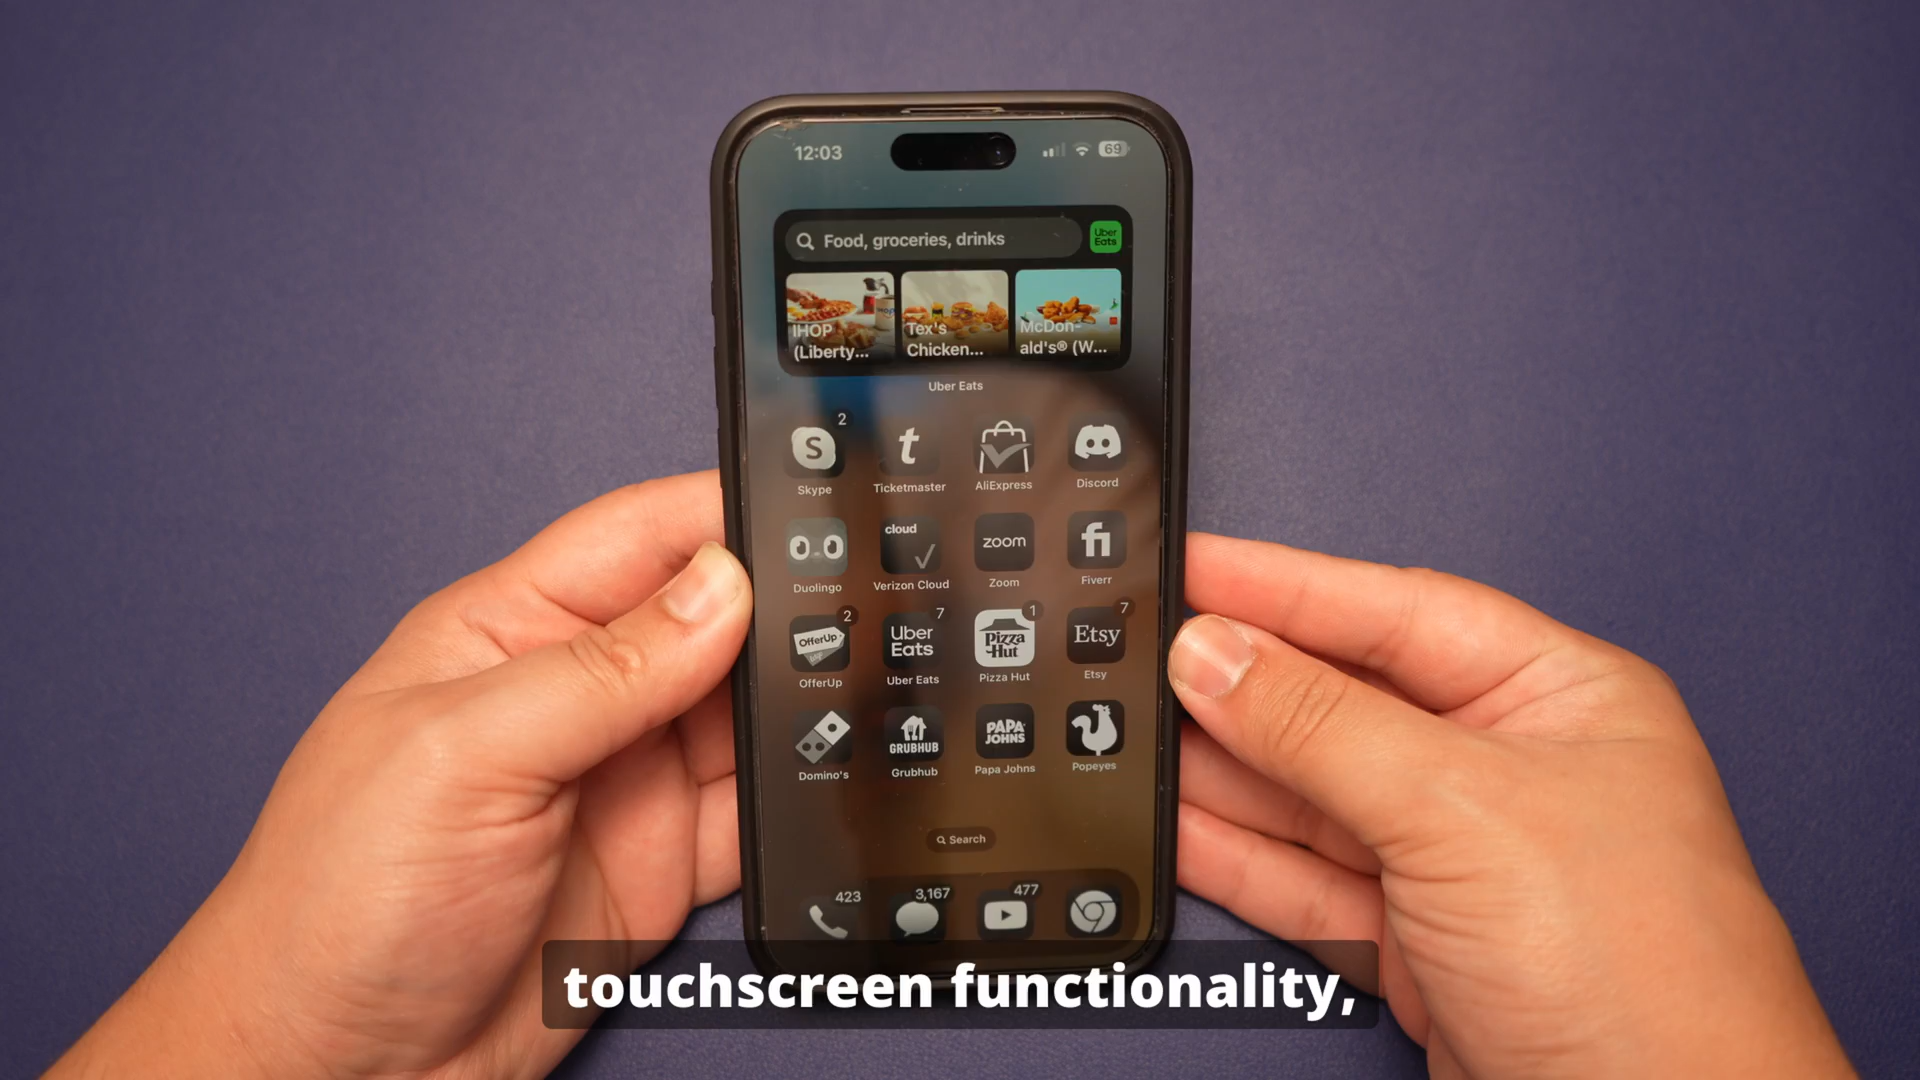 12:03
69
Food, groceries, drinks
Uber
Eats
IHOP
(Liberty...
Tex's
Chicken...
McDon-
ald's® (W...
Uber Eats
2
S
t
Skype
Ticketmaster
AliExpress
Discord
cloud
zoom
fi
Duolingo
Verizon Cloud
Zoom
Fiverr
2
7
1
7
OfferUp
Uber
Eats
Pizza
Hut
Etsy
OfferUp
Uber Eats
Pizza Hut
Etsy
GRUBHUB
PAPA
JOHNS
Domino's
Grubhub
Papa Johns
Popeyes
Search
423
3,167
477
touchscreen functionality,